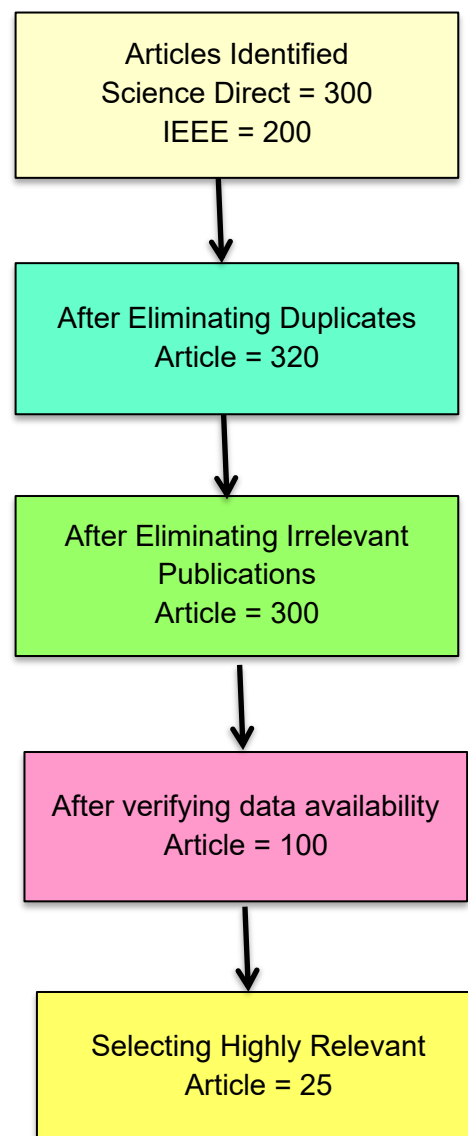 Articles Identified
Science Direct = 300
IEEE = 200
After Eliminating Duplicates
Article = 320
After Eliminating Irrelevant
Publications
Article = 300
After verifying data availability
Article = 100
Selecting Highly Relevant
Article = 25